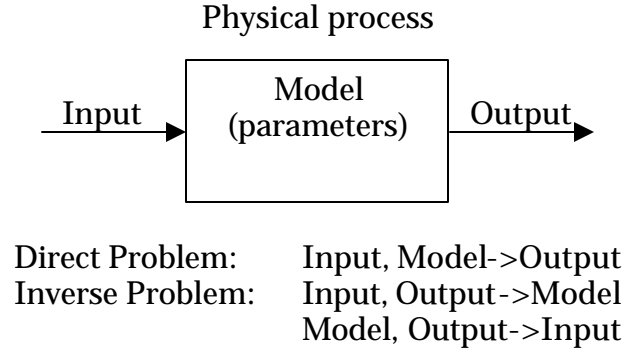 Physical process
Model
(parameters)
Input
Output
Direct Problem: Input, Model->Output
Inverse Problem: Input, Output->Model
Model, Output->Input